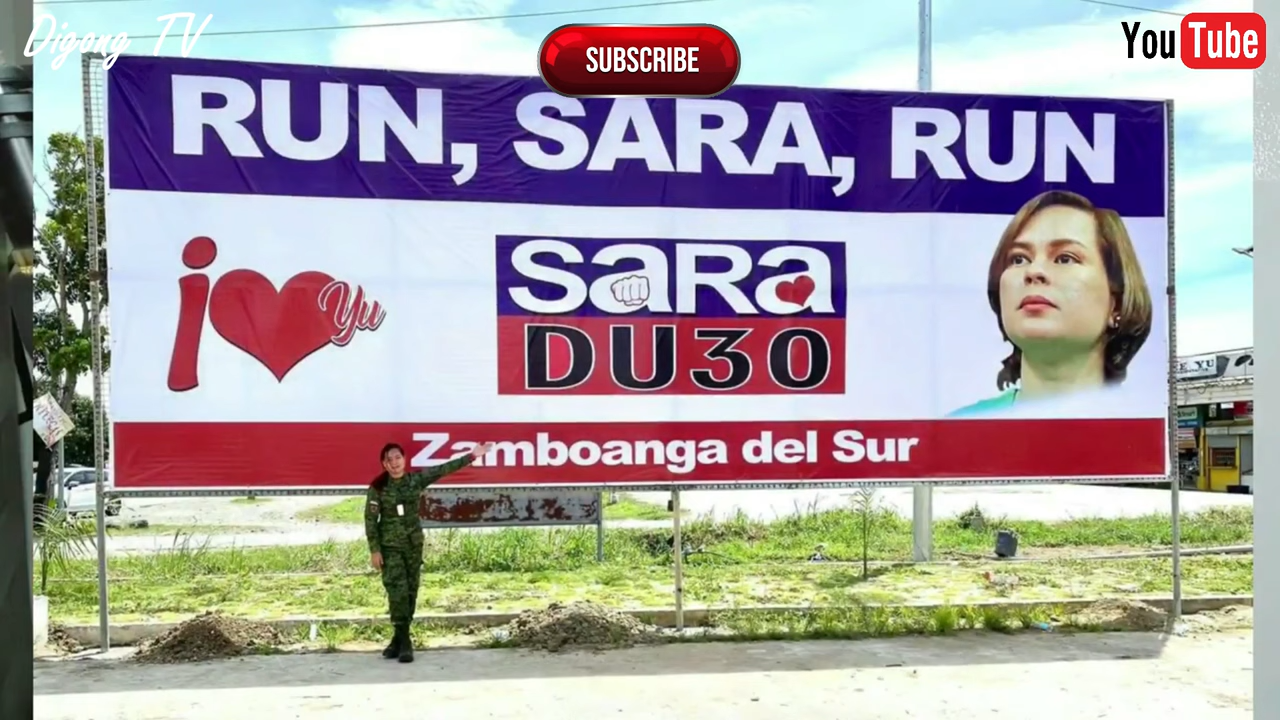 Digong TV
SUBSCRIBE
YouTube
RUN, SARA, RUN
i
Yu
SaRa
DU30
Zamboanga del Sur